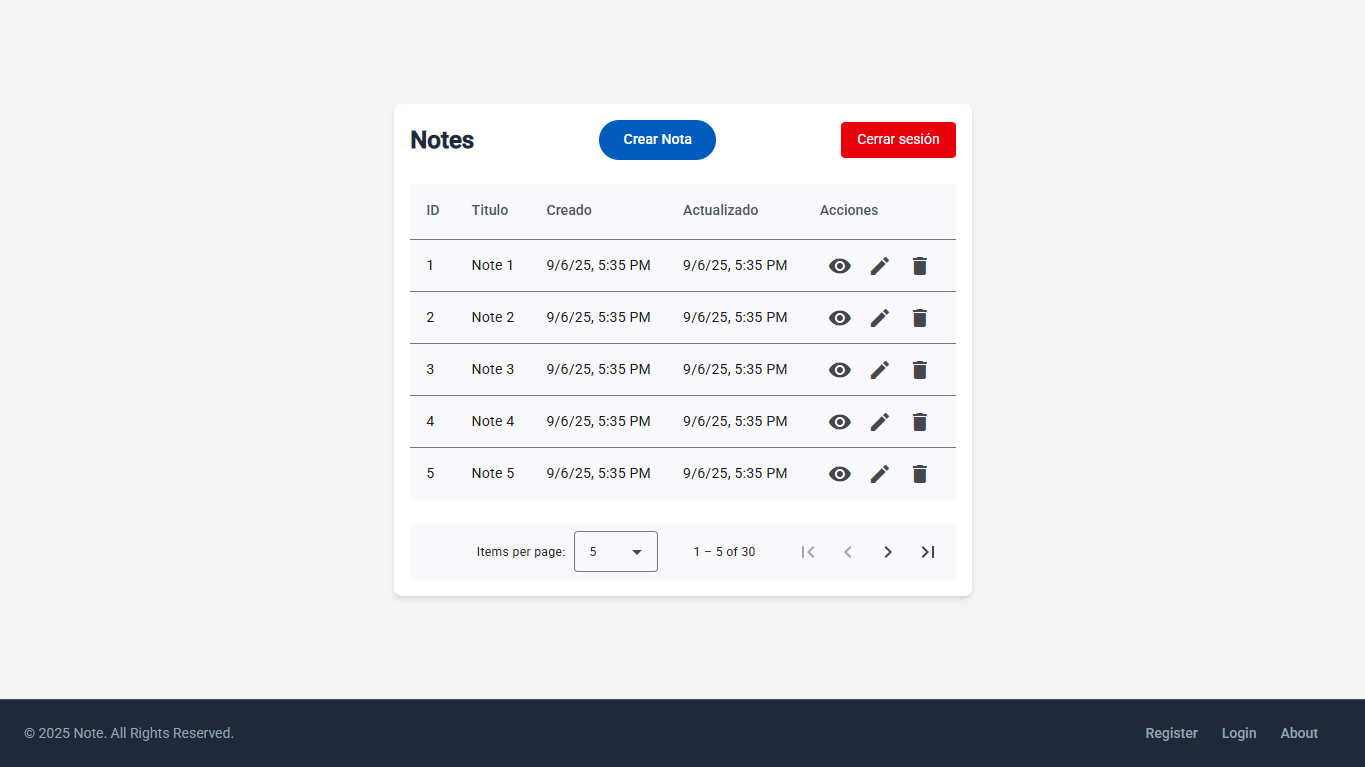 Notes Crear Nota Cerrar sesión
ID Titulo Creado Actualizado Acciones
1 Note 1 9/6/25, 5:35 PM 9/6/25, 5:35 PM
2 Note 2 9/6/25, 5:35 PM 9/6/25, 5:35 PM
3 Note 3 9/6/25, 5:35 PM 9/6/25, 5:35 PM
4 Note 4 9/6/25, 5:35 PM 9/6/25, 5:35 PM
5 Note 5 9/6/25, 5:35 PM 9/6/25, 5:35 PM
Items per page: 5 1 – 5 of 30
© 2025 Note. All Rights Reserved. Register Login About